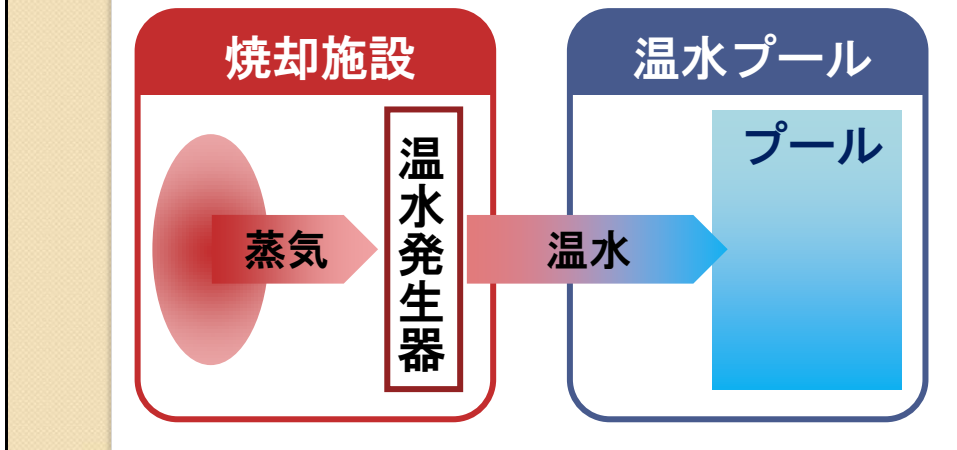 焼却施設
温水プール
蒸気
温水発生器
温水
プール